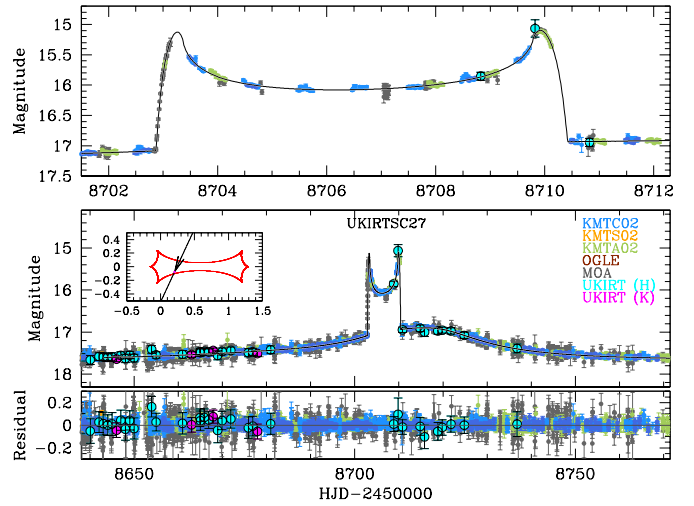 15
15.5
16
16.5
17
17.5
Magnitude
8702 8704 8706 8708 8710 8712
UKIRTSC27
−0.5 0 0.5 1 1.5
0.4
0.2
0
−0.2
−0.4
KMTC02
KMTS02
KMTA02
OGLE
MOA
UKIRT (H)
UKIRT (K)
15
16
17
18
Magnitude
0.2
0
−0.2
Residual
8650 8700 8750
HJD−2450000